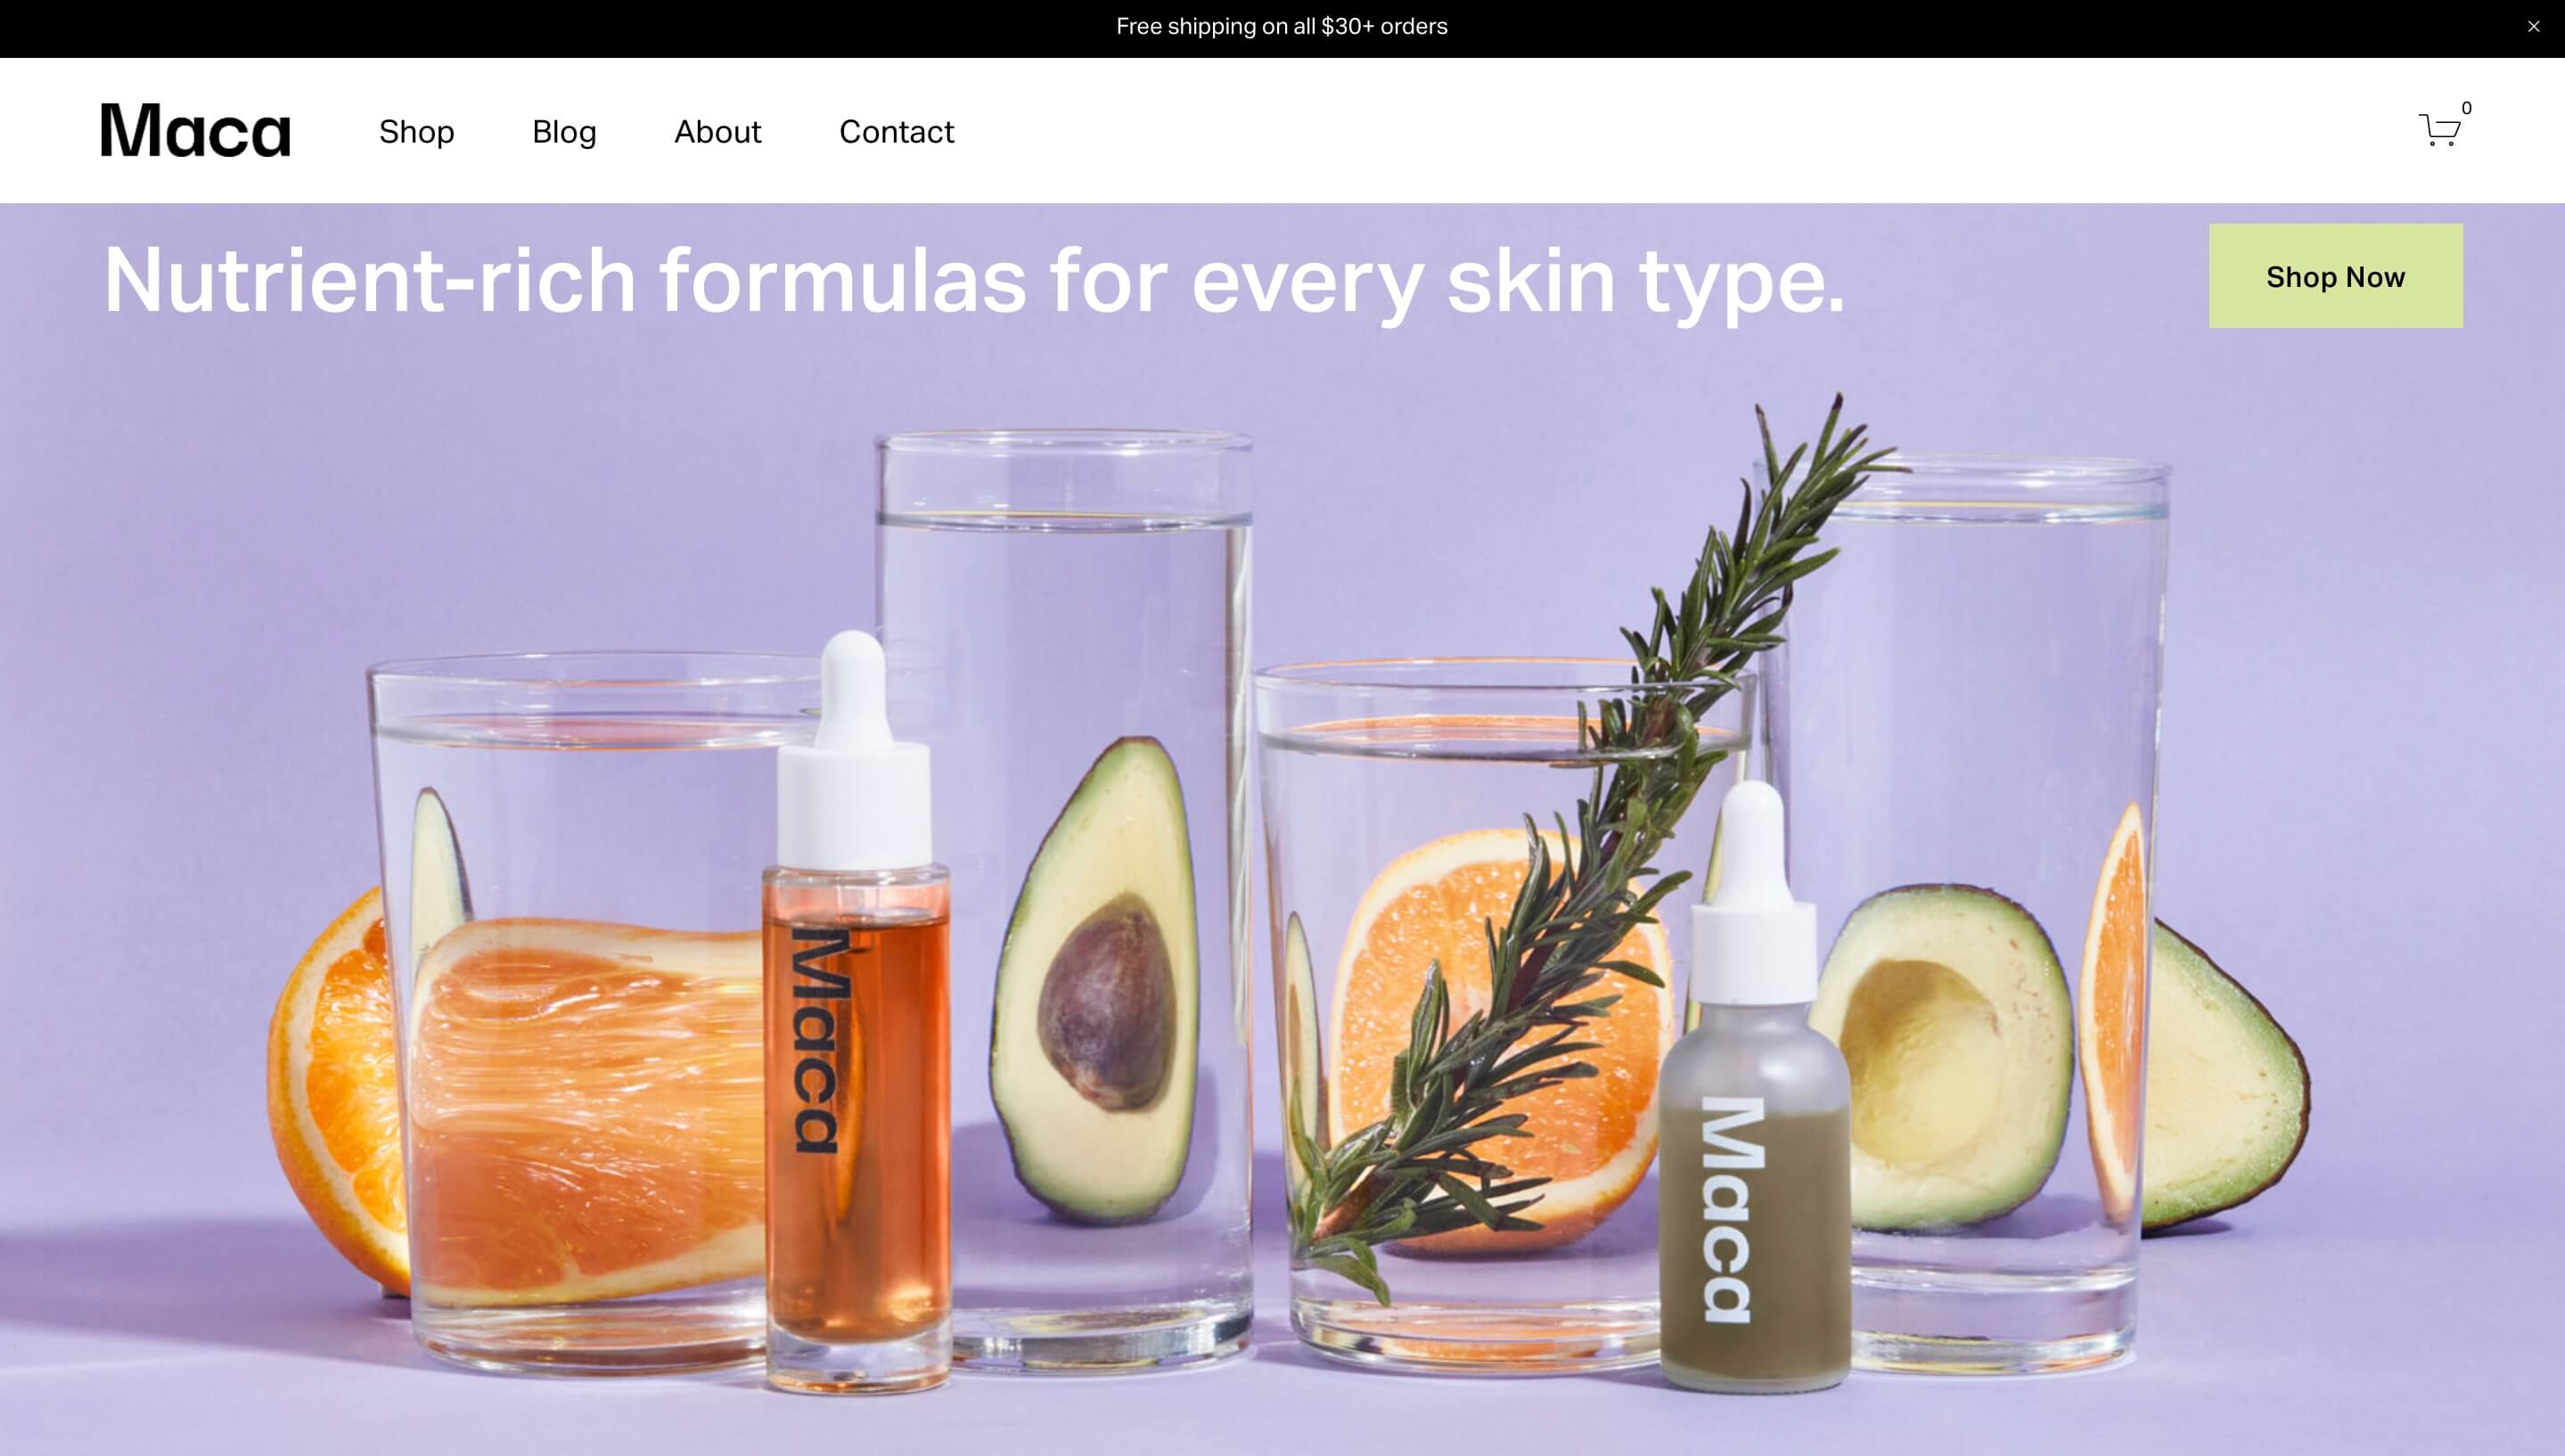 Free shipping on all $30+ orders
Maca
Shop
Blog
About
Contact
0
Nutrient-rich formulas for every skin type.
Shop Now
Maca
Maca